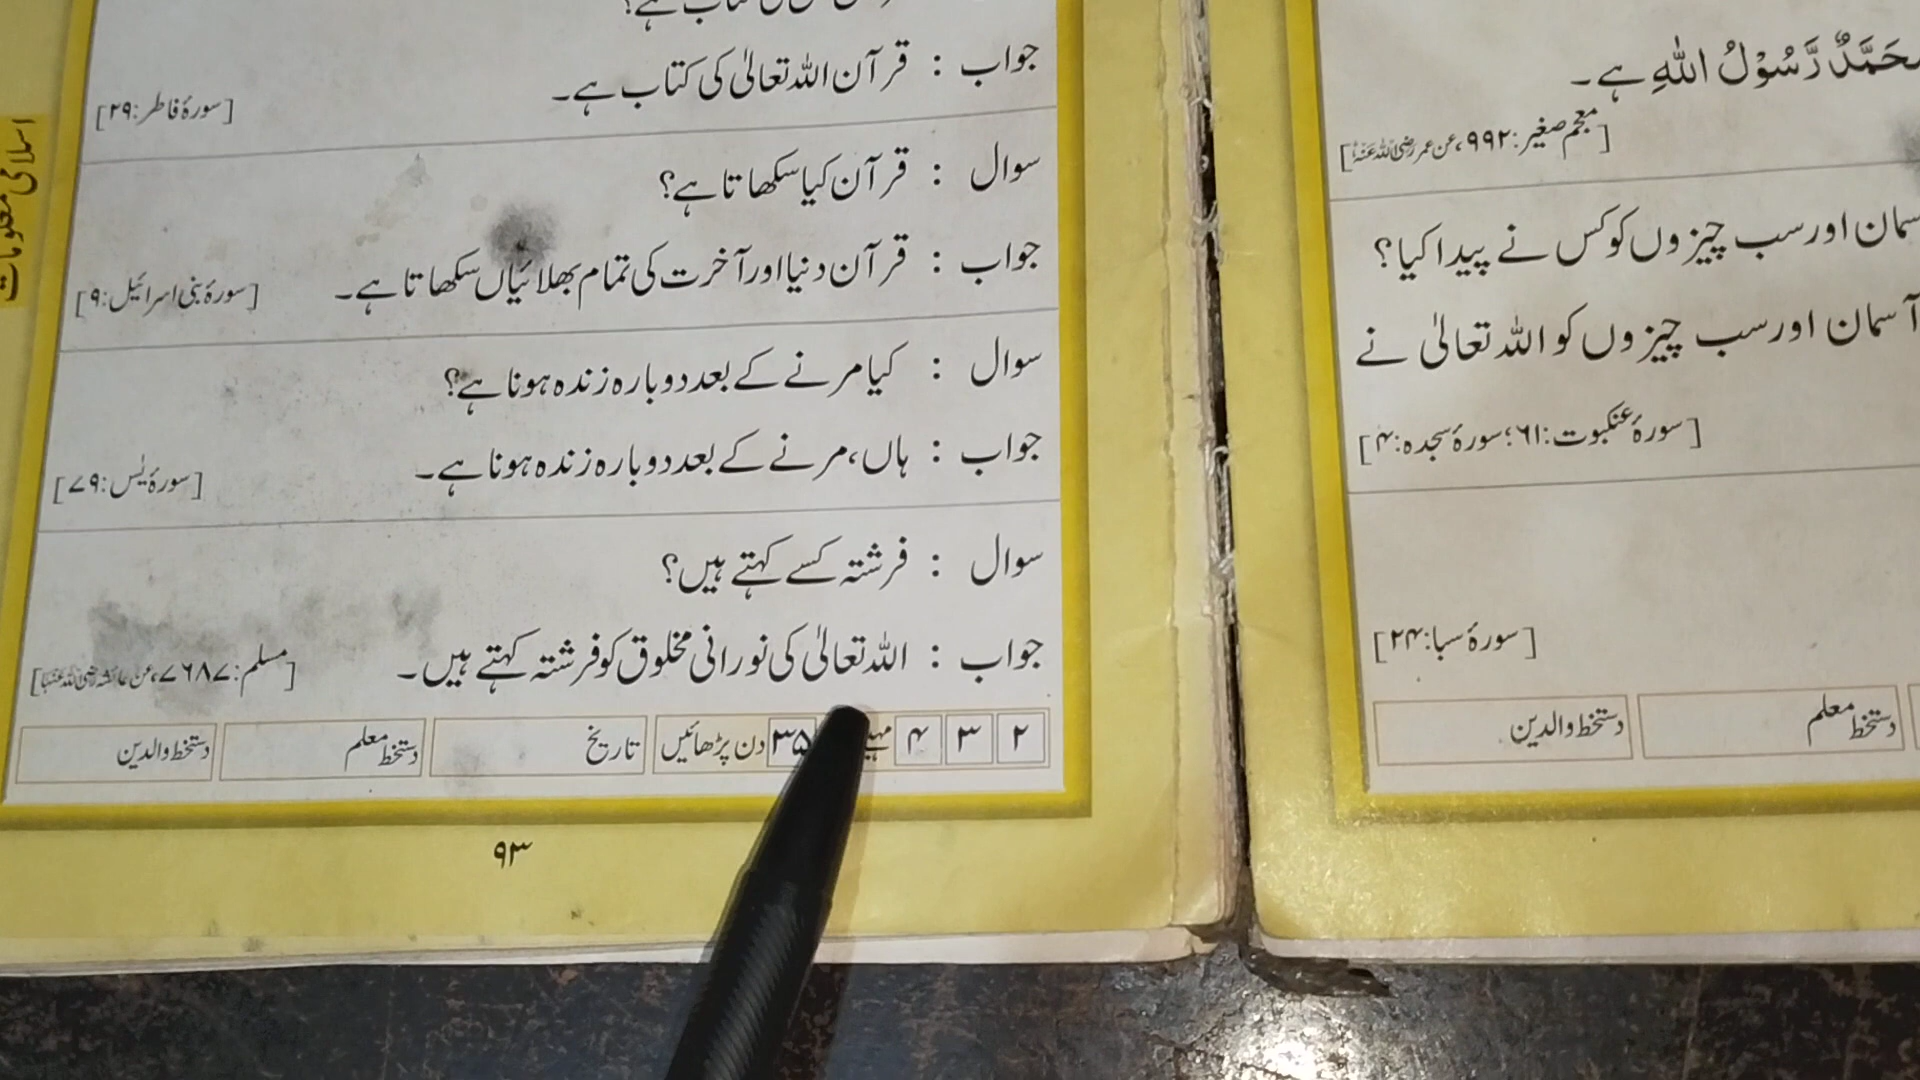 جواب : قرآن اللہ تعالیٰ کی کتاب ہے۔
[سورۂ فاطر:۲۹]
سوال : قرآن کیا سکھاتا ہے؟
جواب : قرآن دنیا اور آخرت کی تمام بھلائیاں سکھاتا ہے۔ [سورۂ بنی اسرائیل:۹]
سوال : کیا مرنے کے بعد دوبارہ زندہ ہونا ہے؟
جواب : ہاں، مرنے کے بعد دوبارہ زندہ ہونا ہے۔ [سورۂ یٰس:۷۹]
سوال : فرشتہ کسے کہتے ہیں؟
جواب : اللہ تعالیٰ کی نورانی مخلوق کو فرشتہ کہتے ہیں۔ [مسلم:۷۶۸۷، عن عائشہ رضی اللہ عنہا]
۲ ۳ ۴ ۳۵ دن پڑھائیں تاریخ دستخط معلم دستخط والدین
۹۳
اسلامی معلومات
مُحَمَّدٌ رَّسُوْلُ اللہِ ہے۔
[معجم صغیر:۹۹۲، عن عمر رضی اللہ عنہ]
آسمان اور سب چیزوں کو کس نے پیدا کیا؟
آسمان اور سب چیزوں کو اللہ تعالیٰ نے
[سورۂ عنکبوت:۶۱؛ سورۂ سجدہ:۴]
[سورۂ سبا:۲۴]
دستخط معلم دستخط والدین